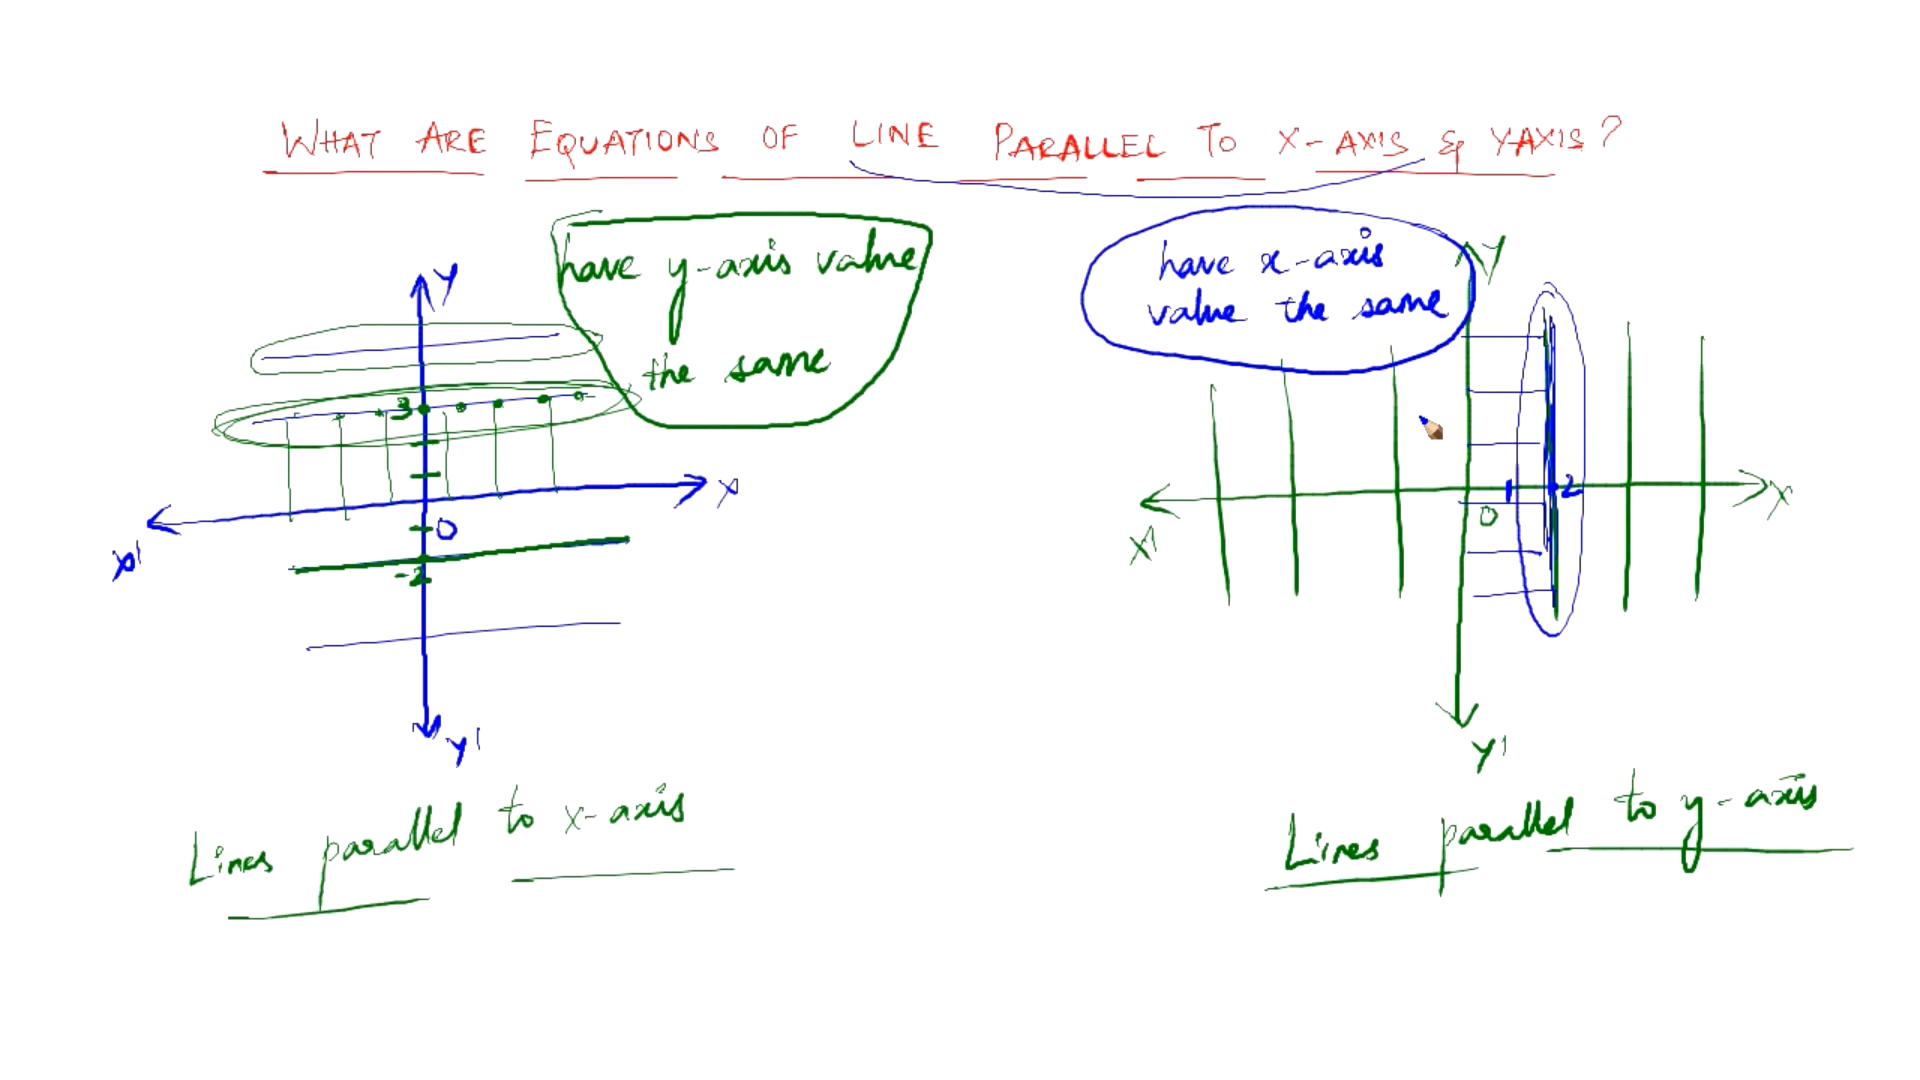 WHAT ARE EQUATIONS OF LINE PARALLEL TO X-AXIS & Y-AXIS?
have y-axis value
the same
Y
3
X
X'
0
-2
Y'
Lines parallel to x-axis
have x-axis
value the same
Y
1
2
X
X'
0
Y'
Lines parallel to y-axis